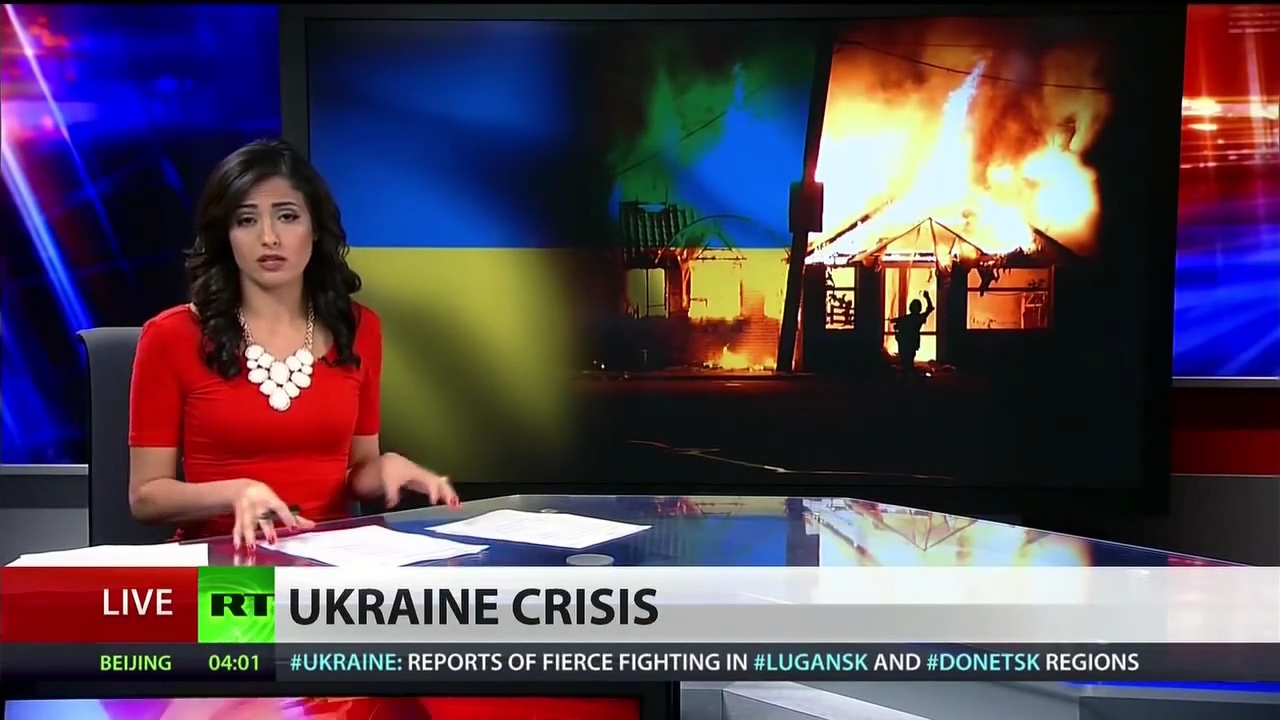 LIVE RT UKRAINE CRISIS
BEIJING 04:01 #UKRAINE: REPORTS OF FIERCE FIGHTING IN #LUGANSK AND #DONETSK REGIONS